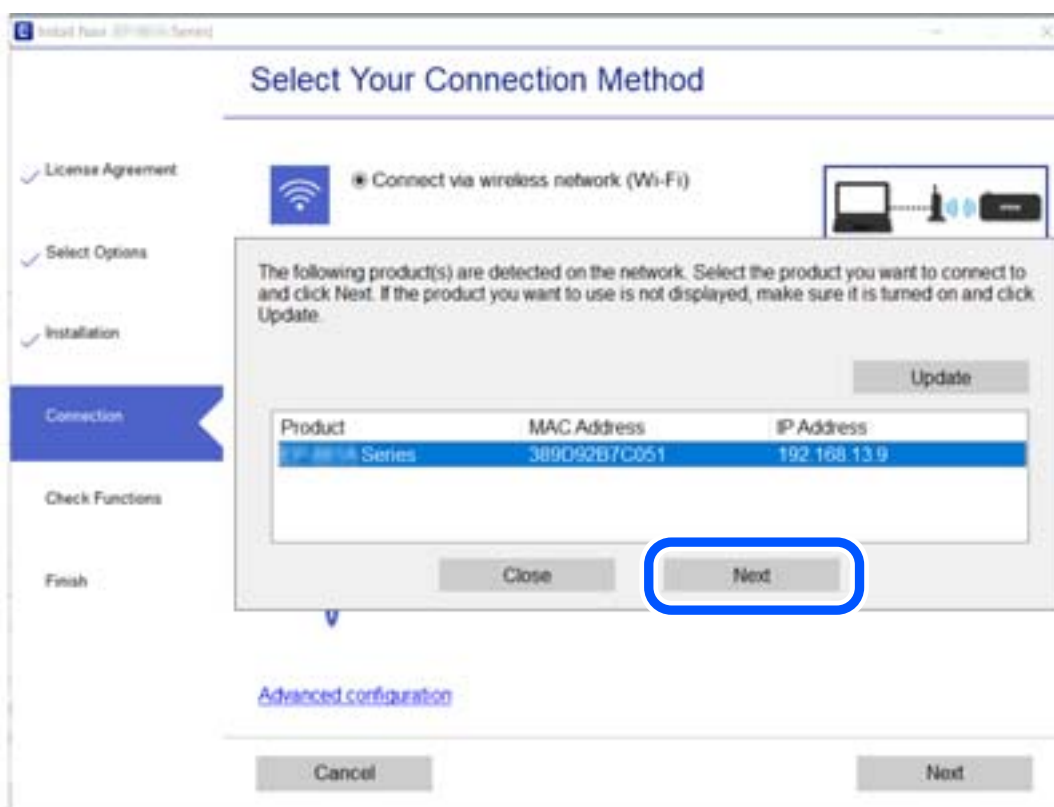 Select Your Connection Method
License Agreement
Select Options
Installation
Connection
Check Functions
Finish
Connect via wireless network (Wi-Fi)
The following product(s) are detected on the network. Select the product you want to connect to
and click Next. If the product you want to use is not displayed, make sure it is turned on and click
Update.
Update
Product MAC Address IP Address
Series 389D92B7C051 192.168.13.9
Close Next
Advanced configuration
Cancel Next